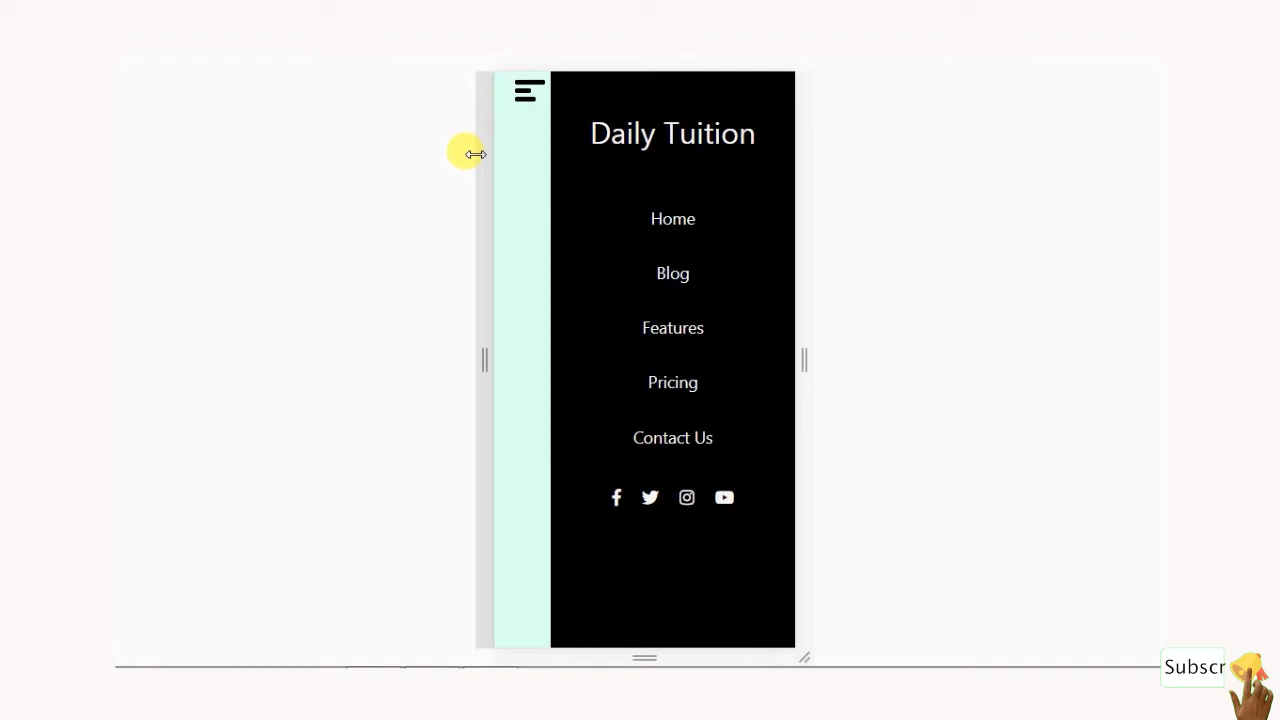 Daily Tuition
Home
Blog
Features
Pricing
Contact Us
Subscr